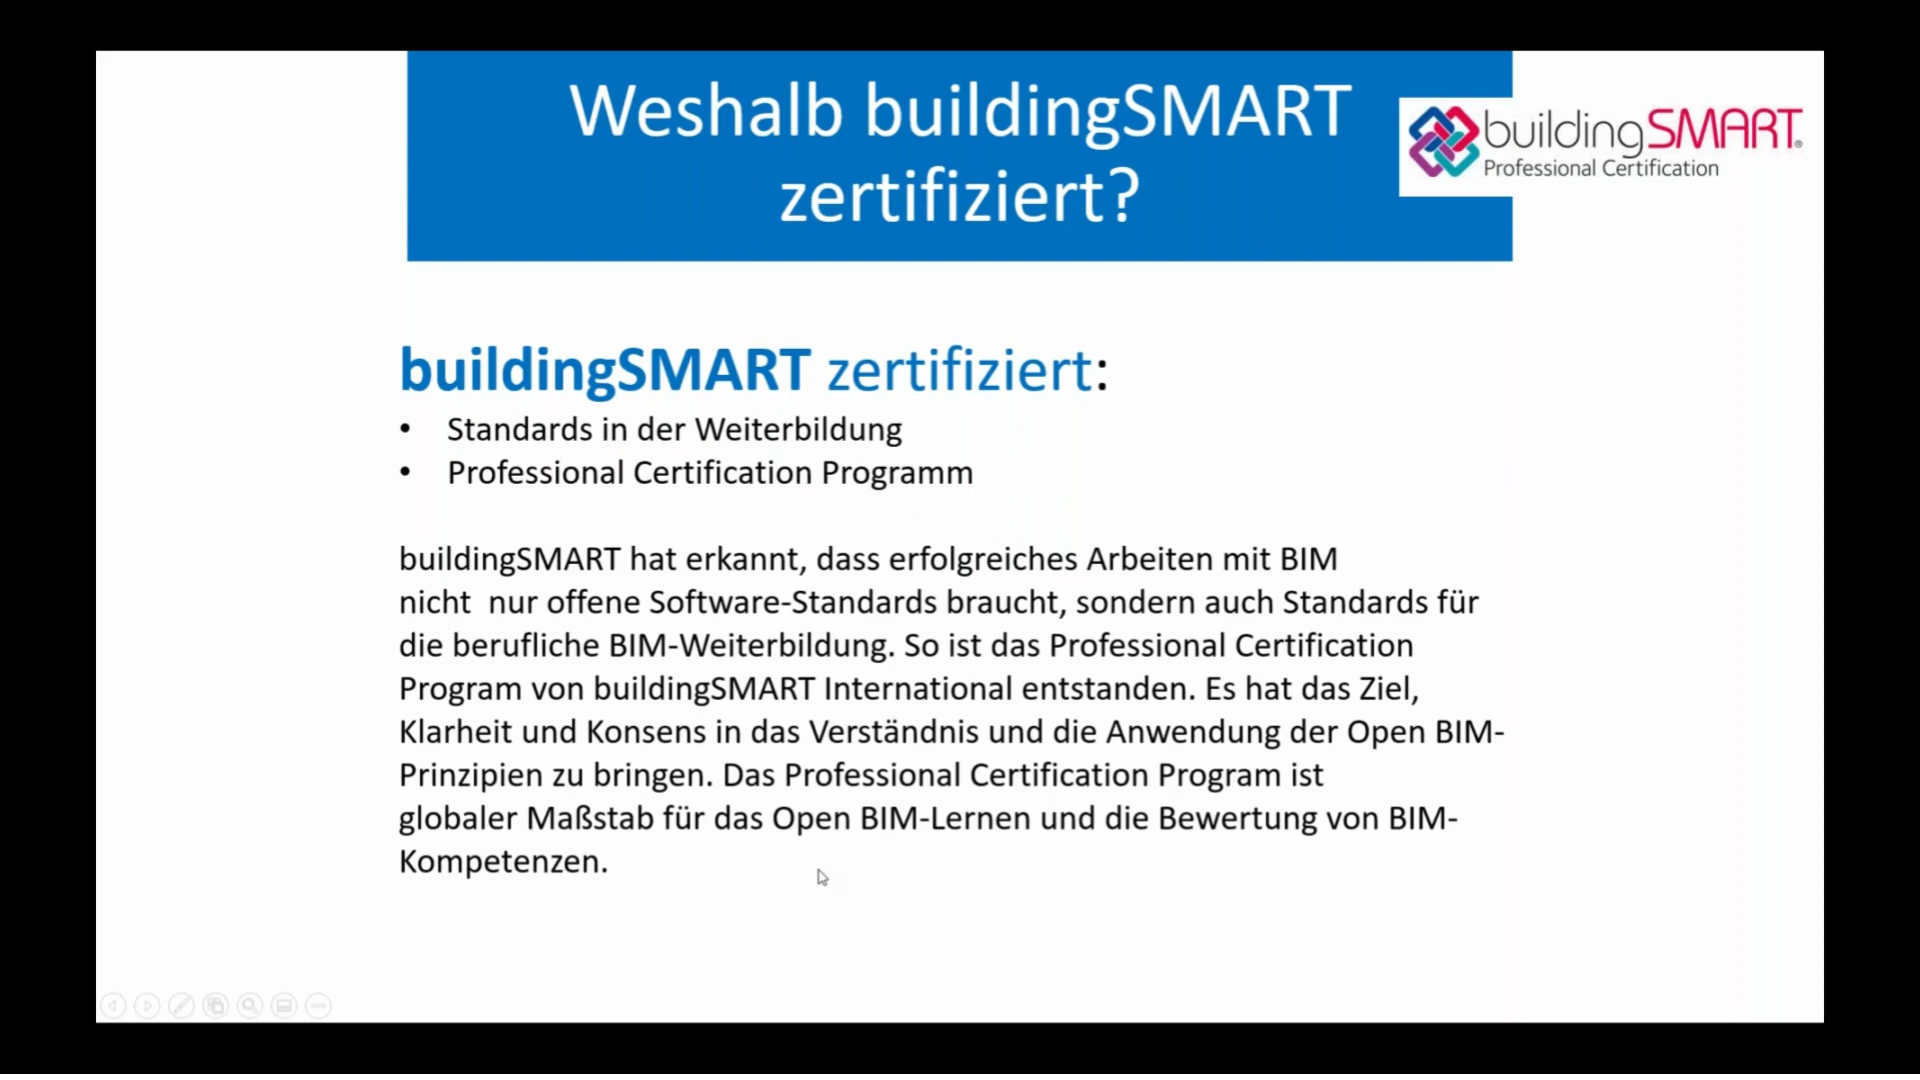 Weshalb buildingSMART
zertifiziert?
buildingSMART®
Professional Certification
buildingSMART zertifiziert:
• Standards in der Weiterbildung
• Professional Certification Programm
buildingSMART hat erkannt, dass erfolgreiches Arbeiten mit BIM
nicht  nur offene Software-Standards braucht, sondern auch Standards für
die berufliche BIM-Weiterbildung. So ist das Professional Certification
Program von buildingSMART International entstanden. Es hat das Ziel,
Klarheit und Konsens in das Verständnis und die Anwendung der Open BIM-
Prinzipien zu bringen. Das Professional Certification Program ist
globaler Maßstab für das Open BIM-Lernen und die Bewertung von BIM-
Kompetenzen.